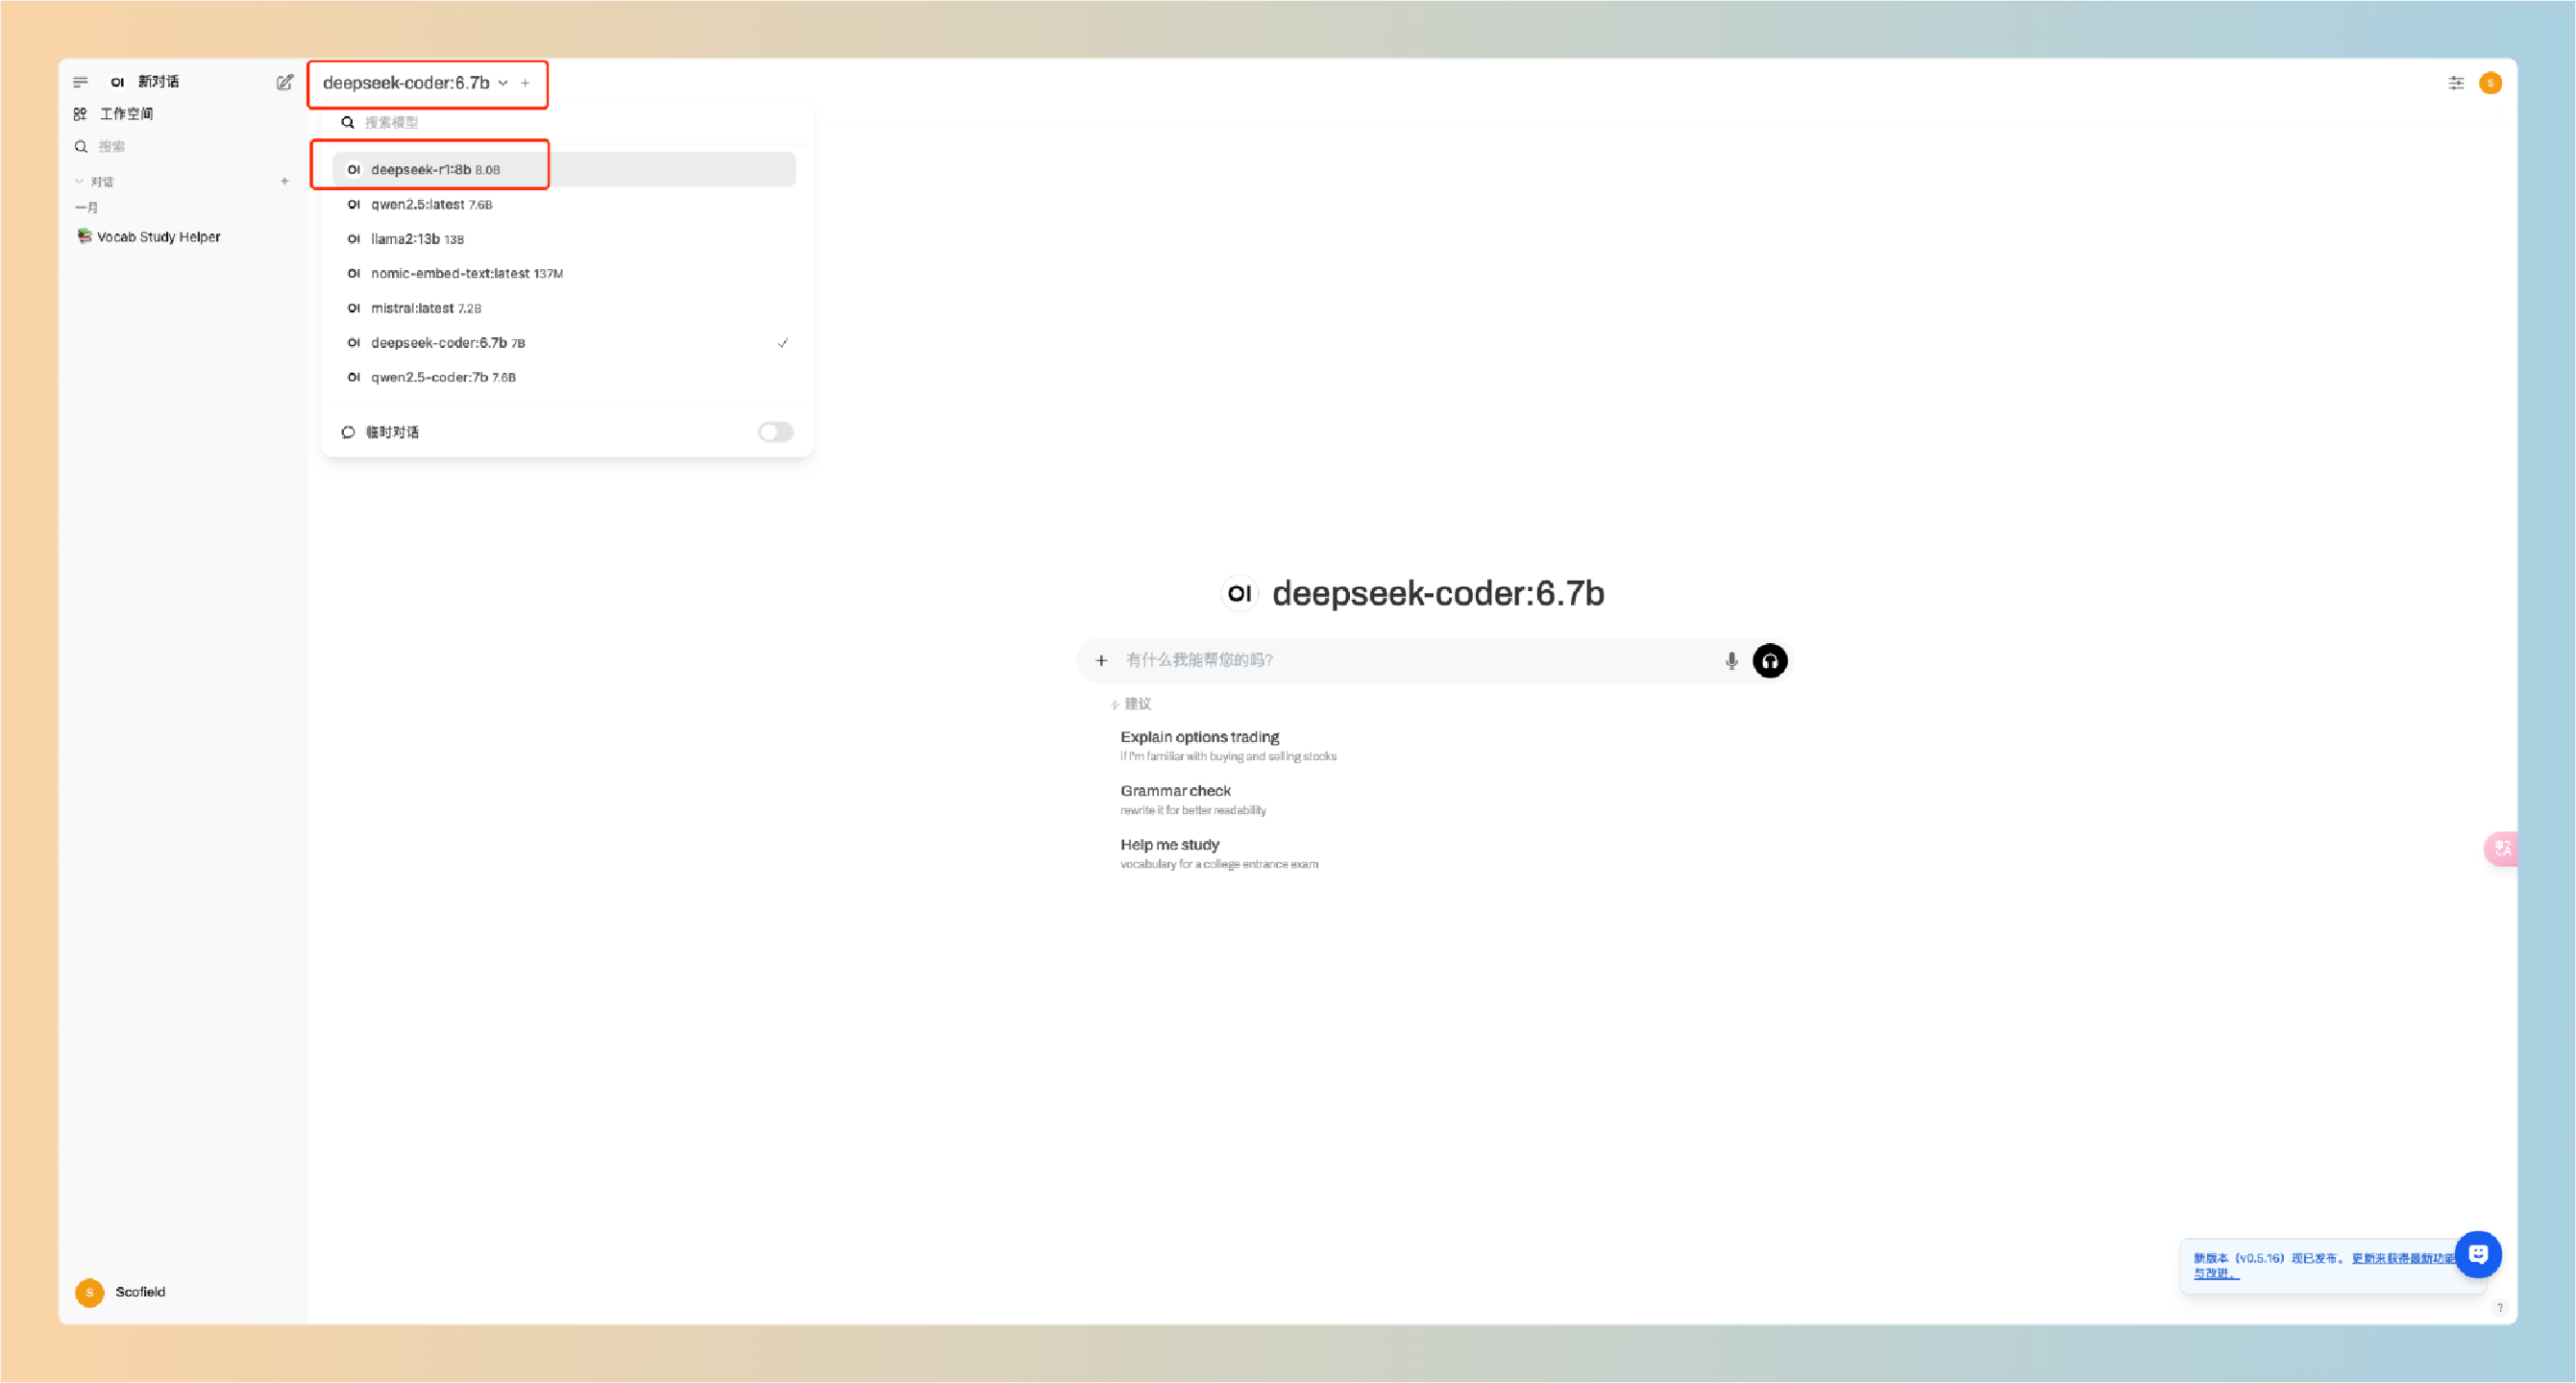 OI 新对话
工作空间
搜索
对话
一月
Vocab Study Helper
Scofield
deepseek-coder:6.7b
搜索模型
OI deepseek-r1:8b 8.0B
OI qwen2.5:latest 7.6B
OI llama2:13b 13B
OI nomic-embed-text:latest 137M
OI mistral:latest 7.2B
OI deepseek-coder:6.7b 7B
OI qwen2.5-coder:7b 7.6B
临时对话
S
OI deepseek-coder:6.7b
有什么我能帮您的吗?
建议
Explain options trading
if I'm familiar with buying and selling stocks
Grammar check
rewrite it for better readability
Help me study
vocabulary for a college entrance exam
新版本（v0.5.16）现已发布。 更新来获得最新功能
与改进。
?
S